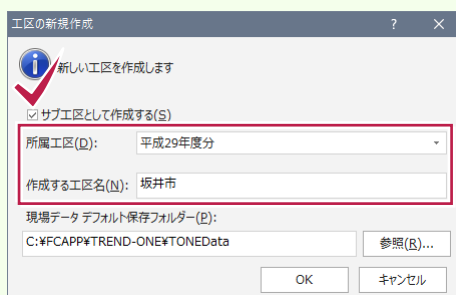 工区の新規作成 ? ×
新しい工区を作成します
サブ工区として作成する(S)
所属工区(D): 平成29年度分
作成する工区名(N): 坂井市
現場データ デフォルト保存フォルダー(P):
C:¥FCAPP¥TREND-ONE¥TONEData 参照(R)...
OK キャンセル